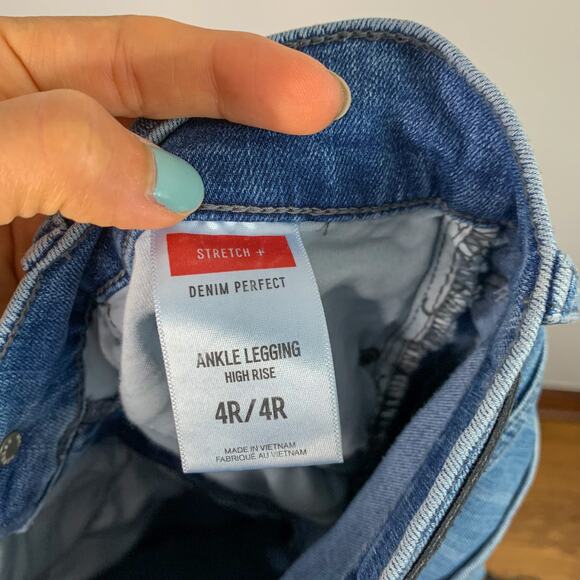 STRETCH +
DENIM PERFECT
ANKLE LEGGING
HIGH RISE
4R/4R
MADE IN VIETNAM
FABRIQUÉ AU VIETNAM